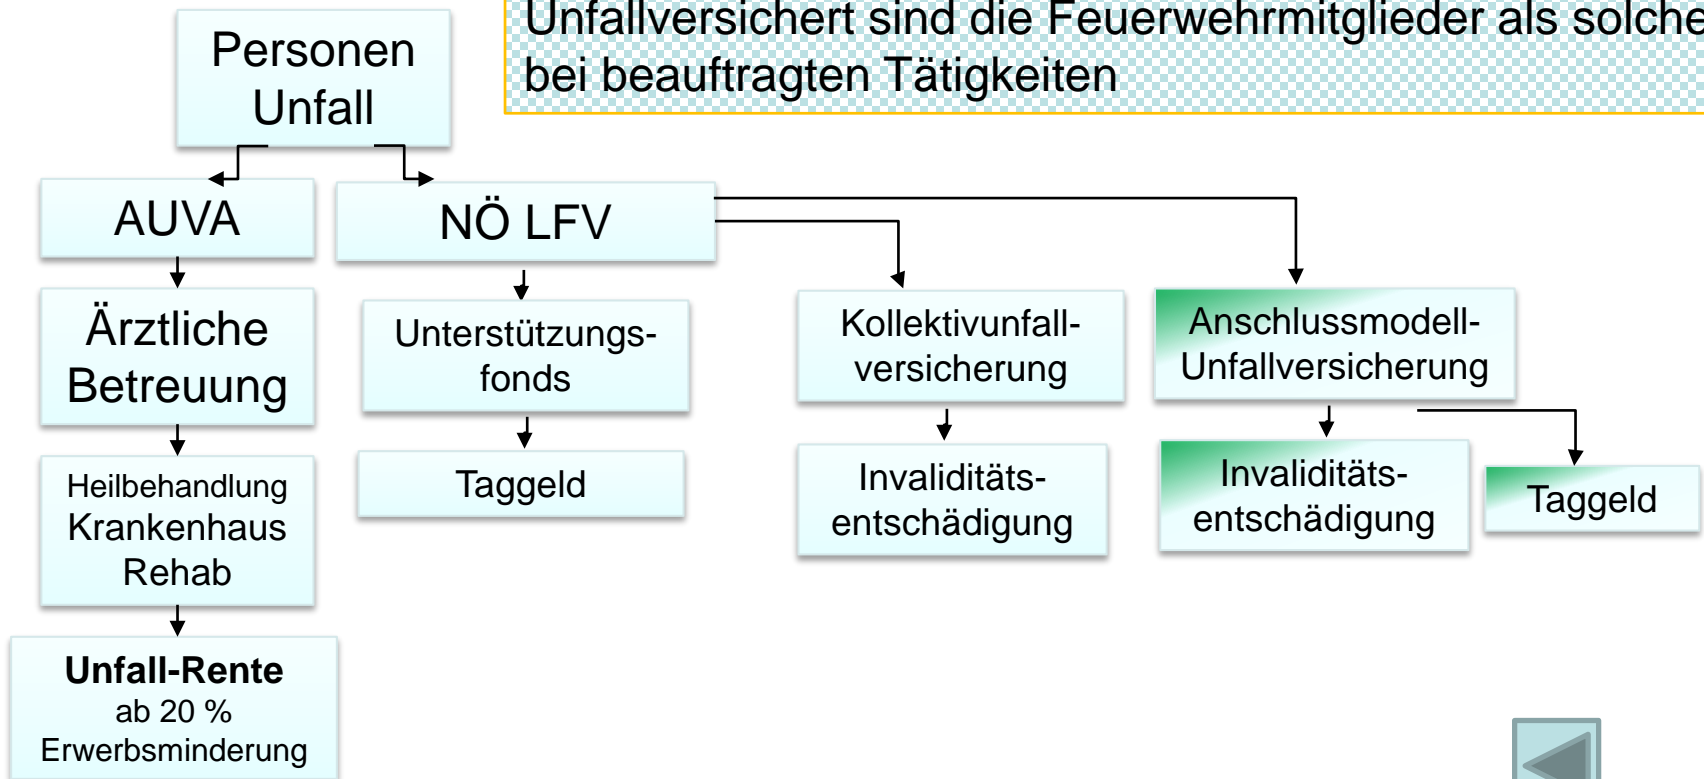 Unfallversichert sind die Feuerwehrmitglieder als solche
bei beauftragten Tätigkeiten
Personen
Unfall
AUVA
NÖ LFV
Ärztliche
Betreuung
Unterstützungs-
fonds
Kollektivunfall-
versicherung
Anschlussmodell-
Unfallversicherung
Heilbehandlung
Krankenhaus
Rehab
Taggeld
Invaliditäts-
entschädigung
Invaliditäts-
entschädigung
Taggeld
Unfall-Rente
ab 20 %
Erwerbsminderung